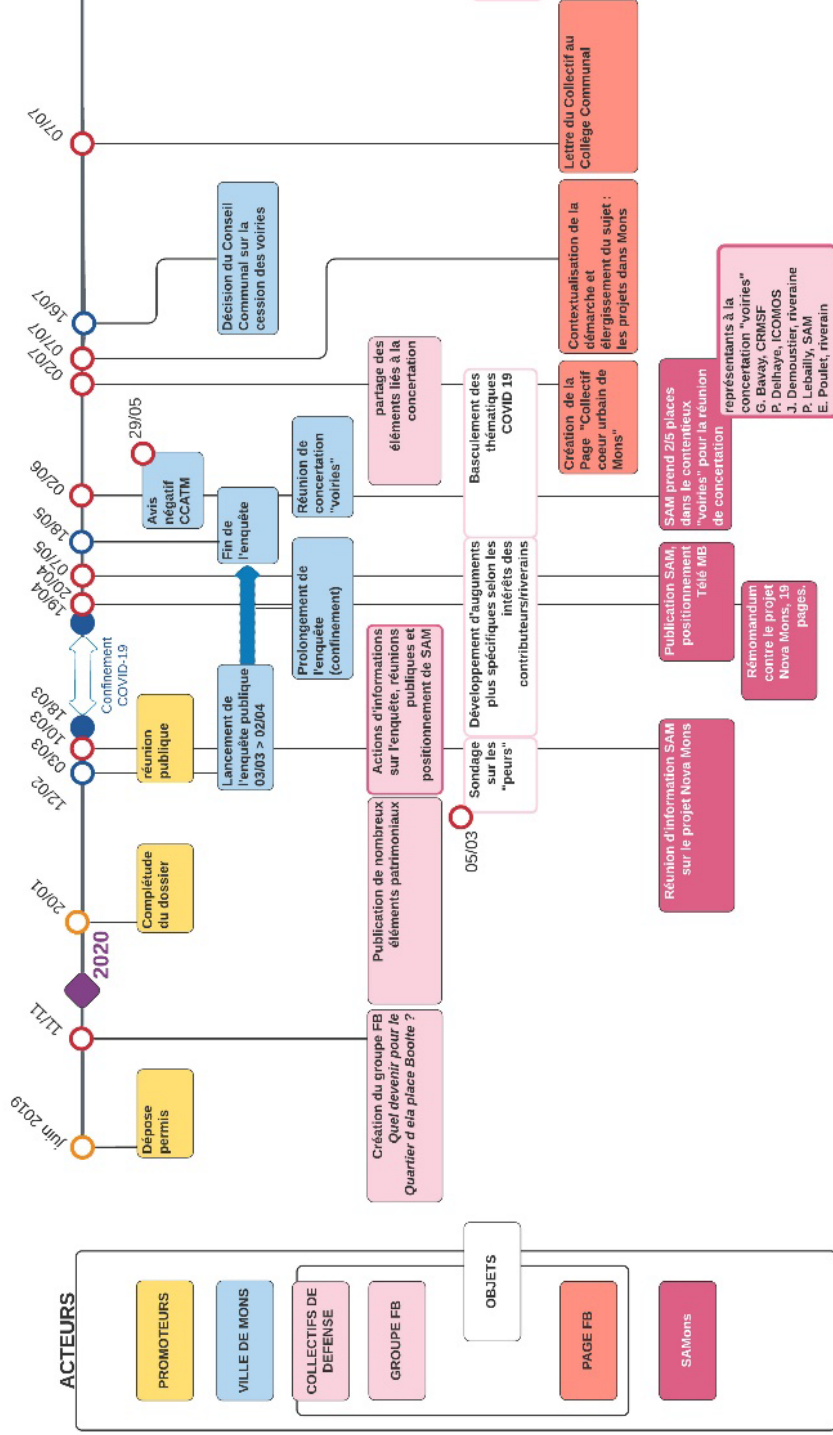 ACTEURS
PROMOTEURS
VILLE DE MONS
COLLECTIFS DE
DEFENSE
GROUPE FB
OBJETS
PAGE FB
SAMons
juin 2019
11/11
2020
20/01
12/02
03/03
10/03
18/03
Confinement
COVID-19
19/04
20/04
07/05
18/05
02/06
29/05
02/07
07/07
16/07
07/07
Dépose
permis
Complétude
du dossier
réunion
publique
Avis
négatif
CCATM
Lancement de
l'enquête publique
03/03 > 02/04
Fin de
l'enquête
Décision du Conseil
Communal sur la
cession des voiries
Prolongement de
l'enquête
(confinement)
Réunion de
concertation
"voiries"
Création du groupe FB
Quel devenir pour le
Quartier d ela place Boolte ?
Publication de nombreux
éléments patrimoniaux
Actions d'informations
sur l'enquête, réunions
publiques et
positionnement de SAM
partage des
éléments liés à la
concertation
05/03
Sondage
sur les
"peurs"
Développement d'auguments
plus spécifiques selon les
intérêts des
contributeurs/riverains
Basculement des
thématiques
COVID 19
Création de la
Page "Collectif
coeur urbain de
Mons"
Contextualisation de la
démarche et
élergissement du sujet :
les projets dans Mons
Lettre du Collectif au
Collège Communal
Réunion d'information SAM
sur le projet Nova Mons
Publication SAM,
positionnement
Télé MB
SAM prend 2/5 places
dans le contentieux
"voiries" pour la réunion
de concertation
Rémomandum
contre le projet
Nova Mons, 19
pages.
représentants à la
concertation "voiries"
G. Bavay, CRMSF
P. Delhaye, ICOMOS
J. Demoustier, riveraine
P. Lebailly, SAM
E. Poulet, riverain